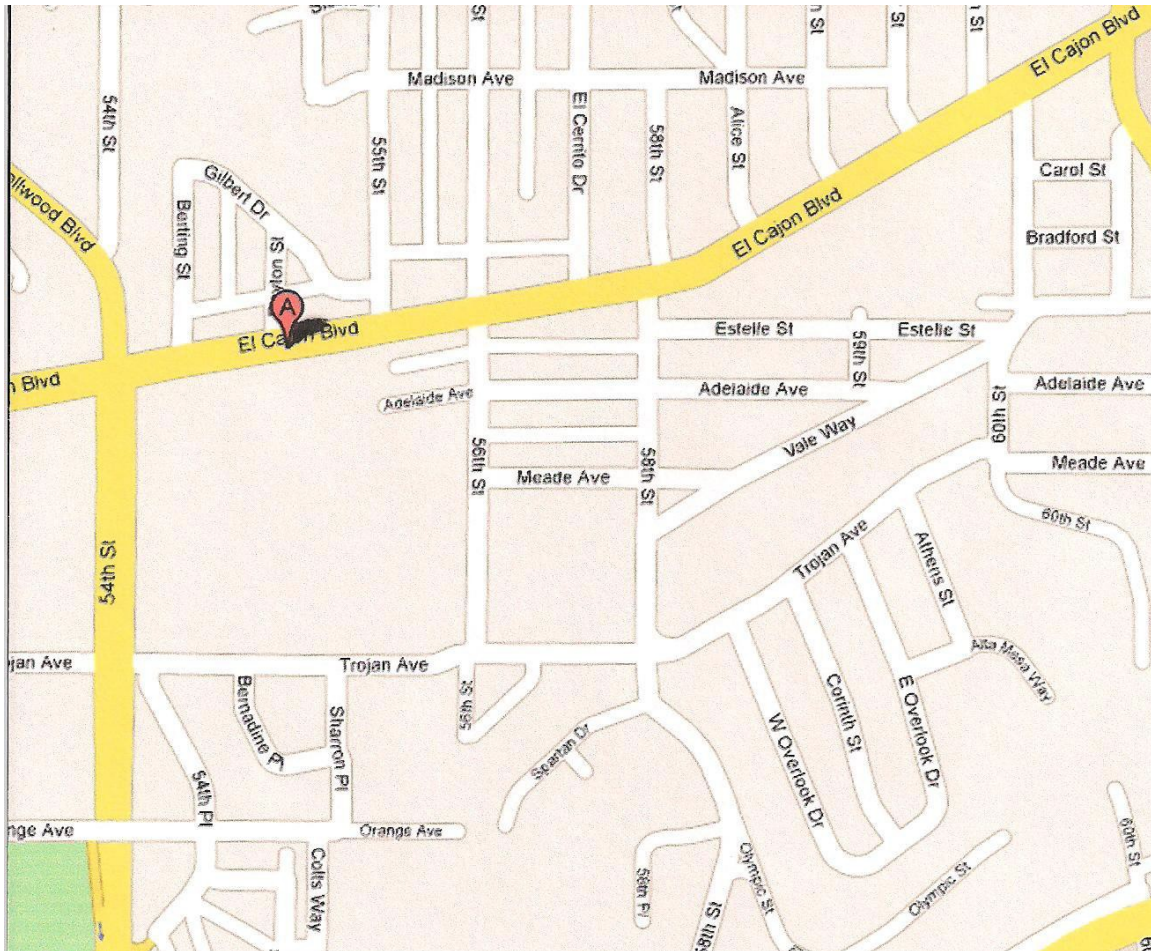 St
St
St
St
Madison Ave
Madison Ave
54th St
55th St
El Cerrito Dr
58th St
Alice St
El Cajon Blvd
Carol St
Gilbert Dr
Berting St
El Cajon Blvd
Bradford St
A
El Cajon Blvd
Estelle St
Estelle St
59th St
Blvd
Adelaide Ave
Adelaide Ave
Adelaide Ave
60th St
Vale Way
56th St
58th St
Meade Ave
Meade Ave
60th St
54th St
Trojan Ave
Athens St
Trojan Ave
Alta Mesa Way
Bernadine Pl
Sharron Pl
56th St
Corinth St
E Overlook Dr
W Overlook Dr
Spartan Dr
54th Pl
Orange Ave
Colts Way
60th St
58th Pl
Olympic St
Olympic St
58th St